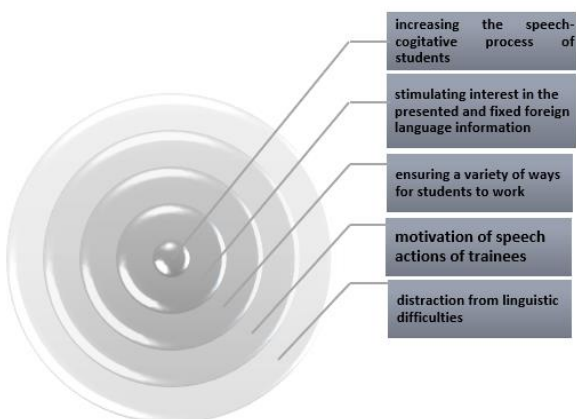 increasing the speech-
cogitative process of
students
stimulating interest in the
presented and fixed foreign
language information
ensuring a variety of ways
for students to work
motivation of speech
actions of trainees
distraction from linguistic
difficulties